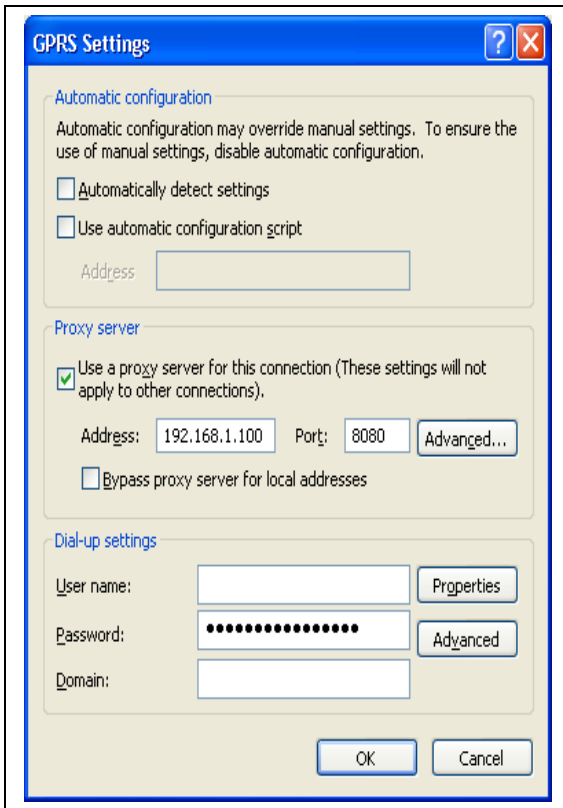 GPRS Settings
Automatic configuration
Automatic configuration may override manual settings. To ensure the
use of manual settings, disable automatic configuration.
Automatically detect settings
Use automatic configuration script
Address
Proxy server
Use a proxy server for this connection (These settings will not
apply to other connections).
Address: 192.168.1.100 Port: 8080 Advanced...
Bypass proxy server for local addresses
Dial-up settings
User name: Properties
Password: •••••••••••••••• Advanced
Domain:
OK Cancel